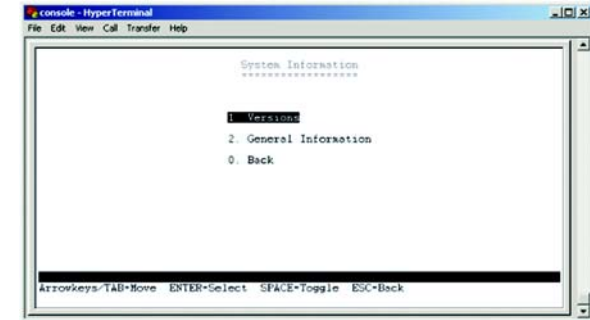 console - HyperTerminal
File Edit View Call Transfer Help
System Information
******************
1 Versions
2. General Information
0. Back
Arrowkeys/TAB-Move ENTER-Select SPACE-Toggle ESC-Back